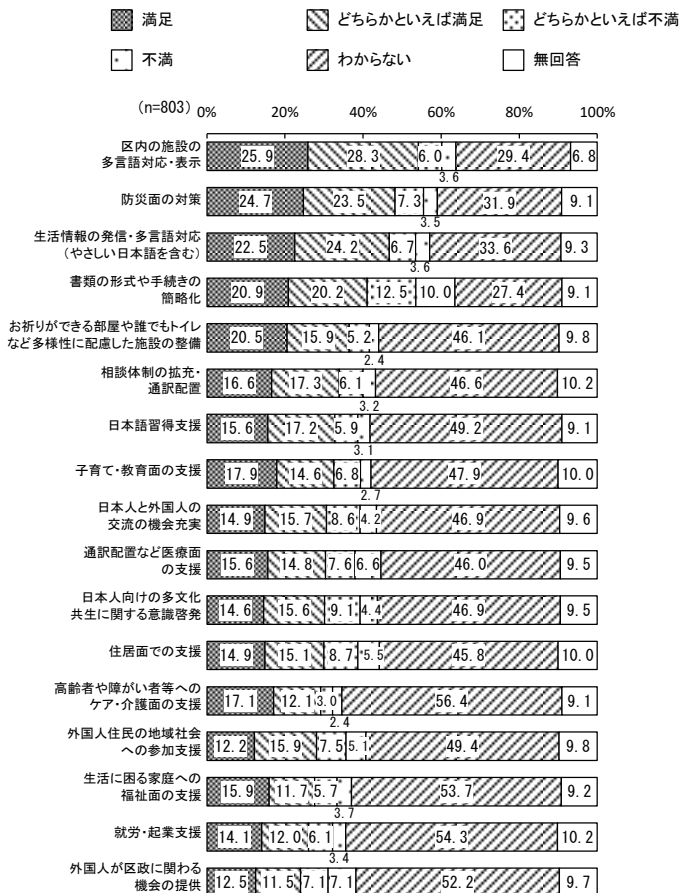 満足 どちらかといえば満足 どちらかといえば不満
不満 わからない 無回答
(n=803) 0% 20% 40% 60% 80% 100%
区内の施設の
多言語対応・表示
25.9 28.3 6.0 29.4 6.8
3.6
防災面の対策
24.7 23.5 7.3 31.9 9.1
3.5
生活情報の発信・多言語対応
(やさしい日本語を含む)
22.5 24.2 6.7 33.6 9.3
3.6
書類の形式や手続きの
簡略化
20.9 20.2 12.5 10.0 27.4 9.1
お祈りができる部屋や誰でもトイレ
など多様性に配慮した施設の整備
20.5 15.9 5.2 46.1 9.8
2.4
相談体制の拡充・
通訳配置
16.6 17.3 6.1 46.6 10.2
3.2
日本語習得支援
15.6 17.2 5.9 49.2 9.1
3.1
子育て・教育面の支援
17.9 14.6 6.8 47.9 10.0
2.7
日本人と外国人の
交流の機会充実
14.9 15.7 8.6 4.2 46.9 9.6
通訳配置など医療面
の支援
15.6 14.8 7.6 6.6 46.0 9.5
日本人向けの多文化
共生に関する意識啓発
14.6 15.6 9.1 4.4 46.9 9.5
住居面での支援
14.9 15.1 8.7 5.5 45.8 10.0
高齢者や障がい者等への
ケア・介護面の支援
17.1 12.1 3.0 56.4 9.1
2.4
外国人住民の地域社会
への参加支援
12.2 15.9 7.5 5.1 49.4 9.8
生活に困る家庭への
福祉面の支援
15.9 11.7 5.7 53.7 9.2
3.7
就労・起業支援
14.1 12.0 6.1 54.3 10.2
3.4
外国人が区政に関わる
機会の提供
12.5 11.5 7.1 7.1 52.2 9.7